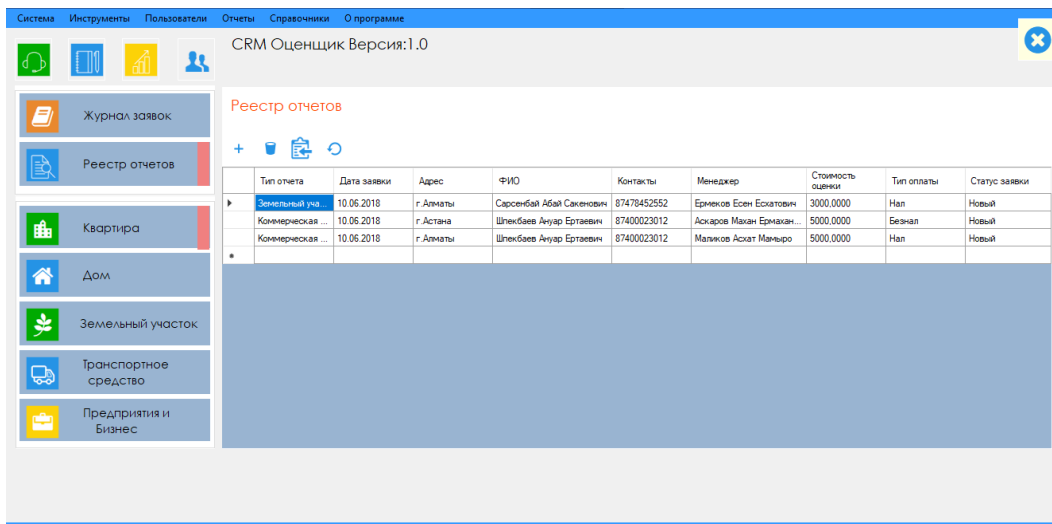 Система Инструменты Пользователи Отчеты Справочники О программе
CRM Оценщик Версия:1.0
Журнал заявок
Реестр отчетов
Квартира
Дом
Земельный участок
Транспортное
средство
Предприятия и
Бизнес
Реестр отчетов
Тип отчета Дата заявки Адрес ФИО Контакты Менеджер Стоимость оценки Тип оплаты Статус заявки
Земельный уча... 10.06.2018 г.Алматы Сарсенбай Абай Сакенович 87478452552 Ермеков Есен Есхатович 3000,0000 Нал Новый
Коммерческая ... 10.06.2018 г.Астана Шпекбаев Ануар Ертаевич 87400023012 Аскаров Махан Ермахан... 5000,0000 Безнал Новый
Коммерческая ... 10.06.2018 г.Алматы Шпекбаев Ануар Ертаевич 87400023012 Маликов Асхат Мамыро 5000,0000 Нал Новый